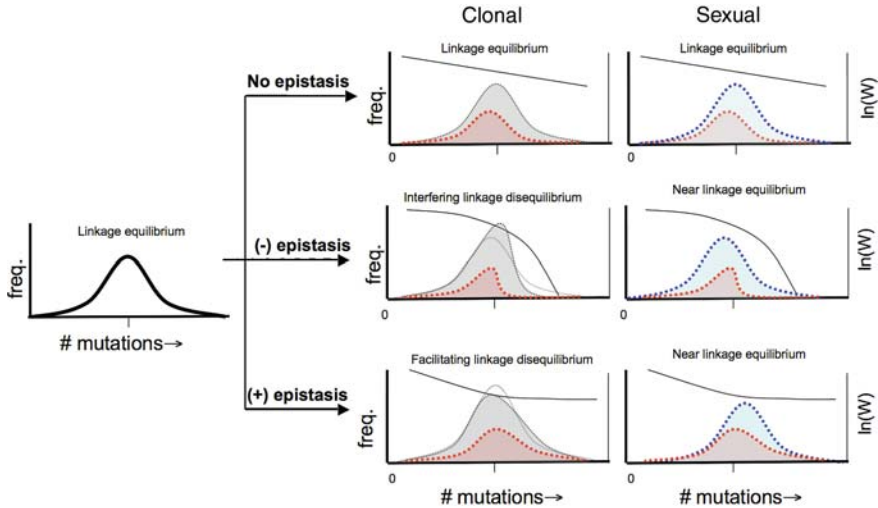 Clonal
Sexual
No epistasis
Linkage equilibrium
freq.
0
Linkage equilibrium
ln(W)
0
Linkage equilibrium
freq.
# mutations→
(-) epistasis
Interfering linkage disequilibrium
freq.
0
Near linkage equilibrium
ln(W)
0
(+) epistasis
Facilitating linkage disequilibrium
freq.
0
# mutations→
Near linkage equilibrium
ln(W)
0
# mutations→